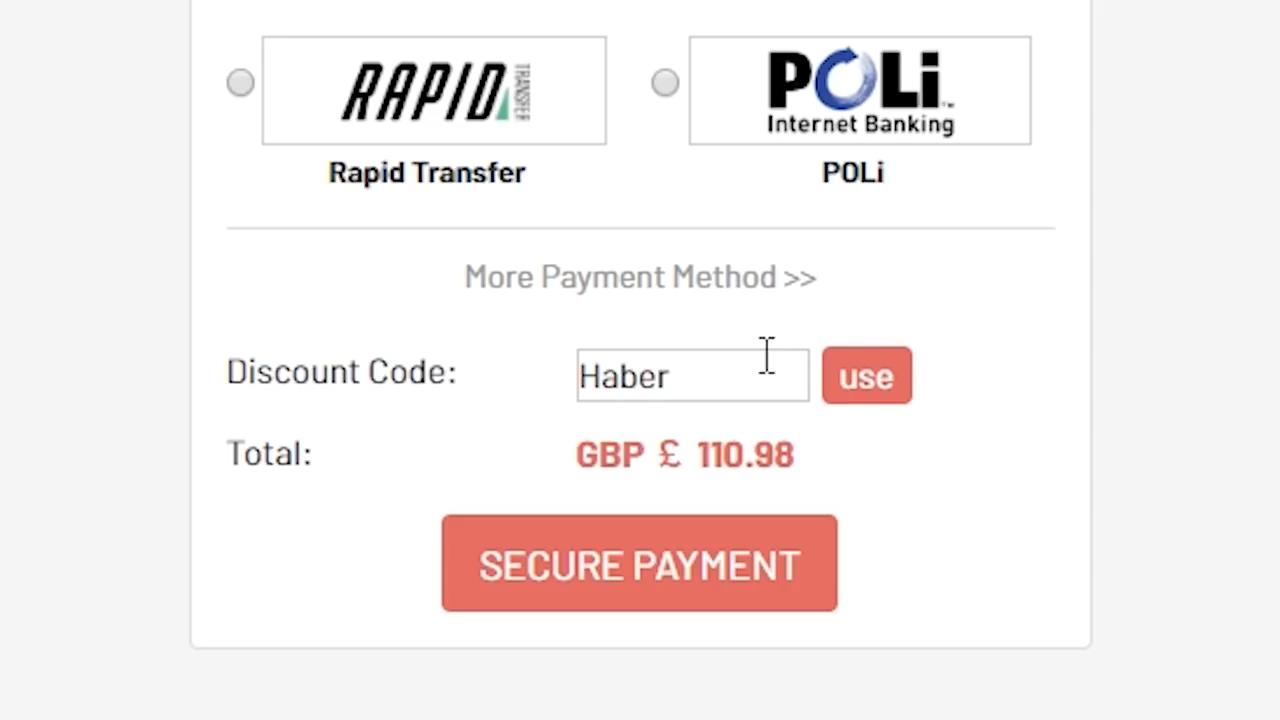 RAPID TRANSFER
POLi™
Internet Banking
Rapid Transfer
POLi
More Payment Method >>
Discount Code:
Haber
use
Total:
GBP £ 110.98
SECURE PAYMENT